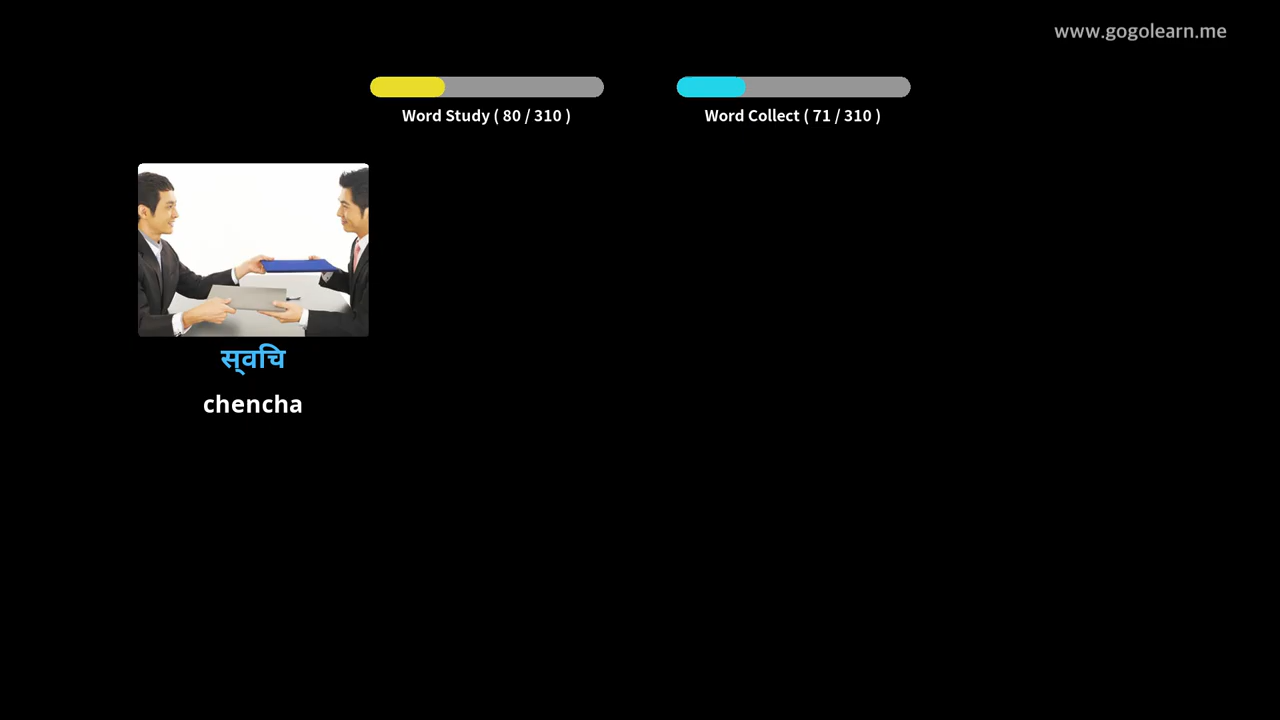 www.gogolearn.me
Word Study ( 80 / 310 )
Word Collect ( 71 / 310 )
स्वचि
chencha